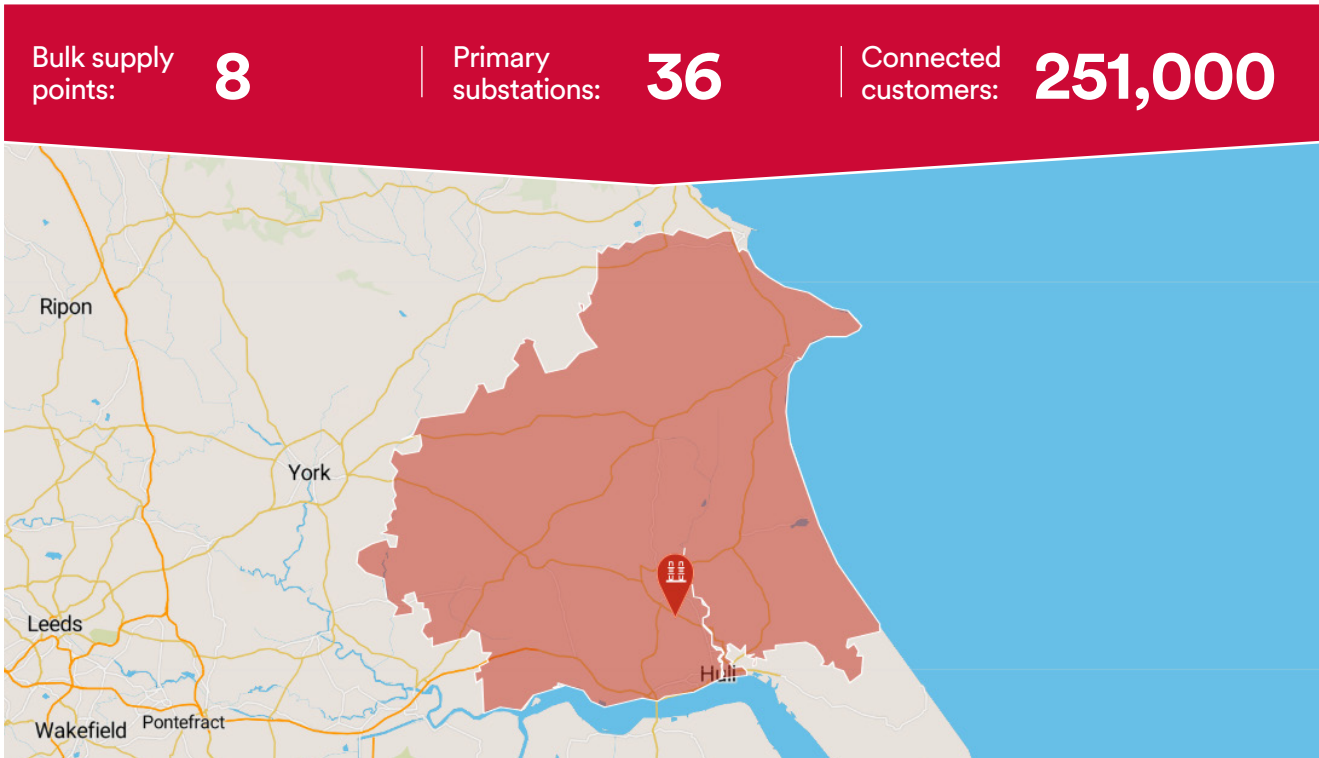 Bulk supply
points:
8
Primary
substations:
36
Connected
customers:
251,000
Ripon
York
Leeds
Hull
Wakefield
Pontefract